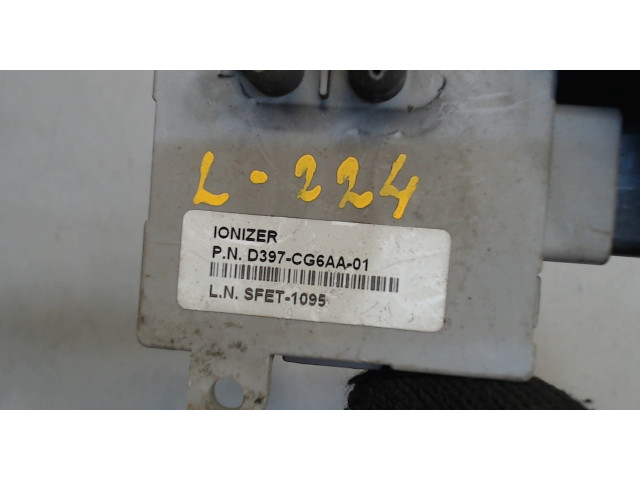 L-224
IONIZER
P.N. D397-CG6AA-01
L.N. SFET-1095